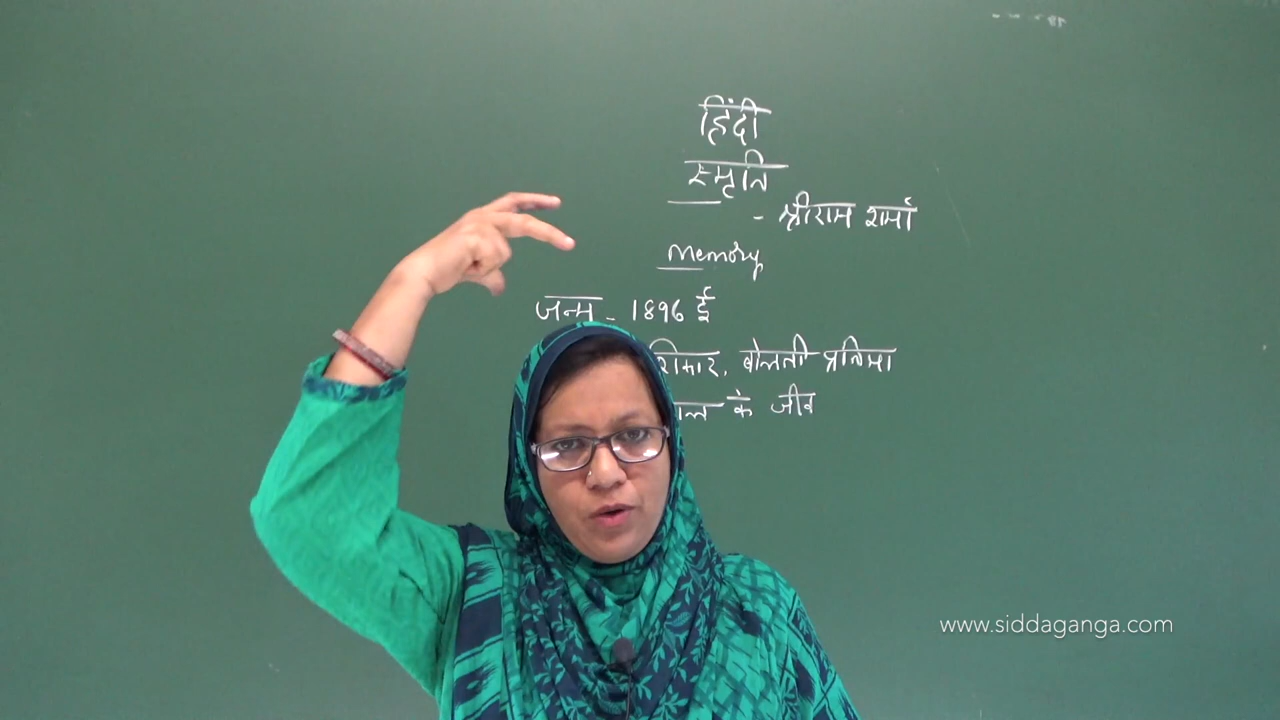 हिंदी
स्मृति
- श्रीराम शर्मा
Memory
जन्म - 1896 ई
शिकार, बोलती प्रतिमा
के जीव
www.siddaganga.com